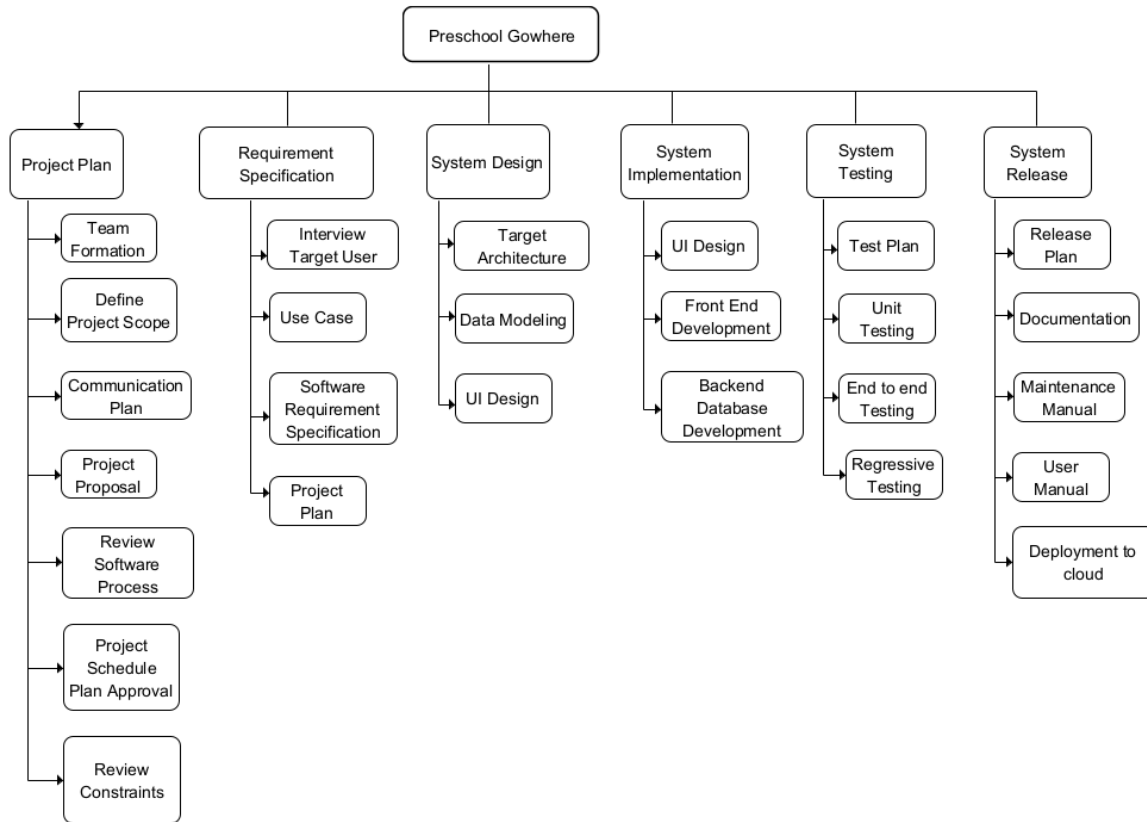 Preschool Gowhere
Project Plan
Requirement
Specification
System Design
System
Implementation
System
Testing
System
Release
Team
Formation
Define
Project Scope
Communication
Plan
Project
Proposal
Review
Software
Process
Project
Schedule
Plan Approval
Review
Constraints
Interview
Target User
Use Case
Software
Requirement
Specification
Project
Plan
Target
Architecture
Data Modeling
UI Design
UI Design
Front End
Development
Backend
Database
Development
Test Plan
Unit
Testing
End to end
Testing
Regressive
Testing
Release
Plan
Documentation
Maintenance
Manual
User
Manual
Deployment to
cloud